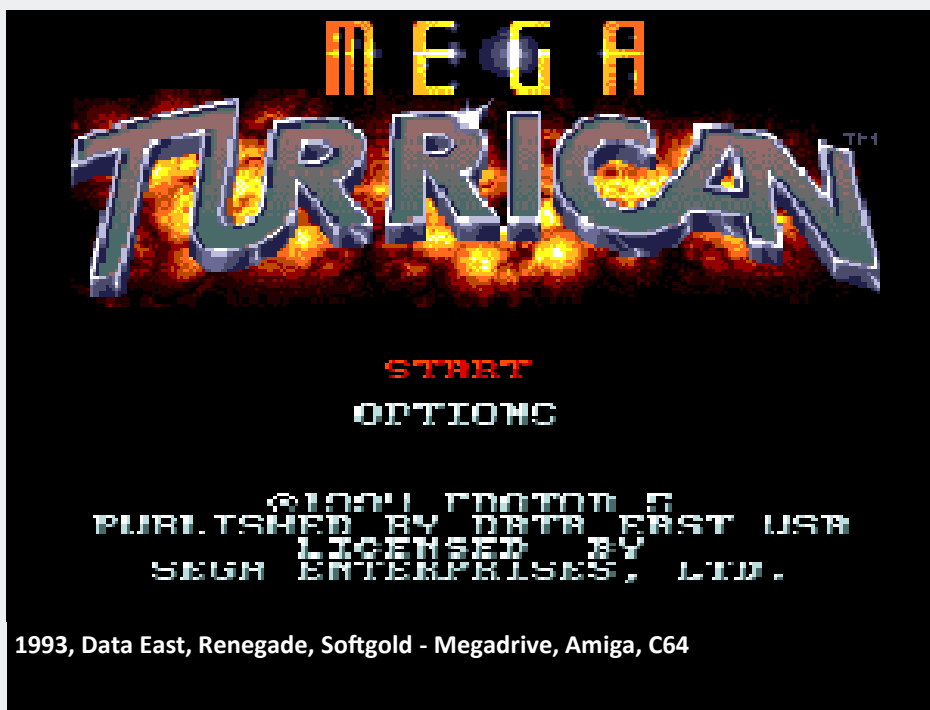 MEGA
TURRICAN TM
START
OPTIONS
©1994 FACTOR 5
PUBLISHED BY DATA EAST USA
LICENSED BY
SEGA ENTERPRISES, LTD.
1993, Data East, Renegade, Softgold - Megadrive, Amiga, C64